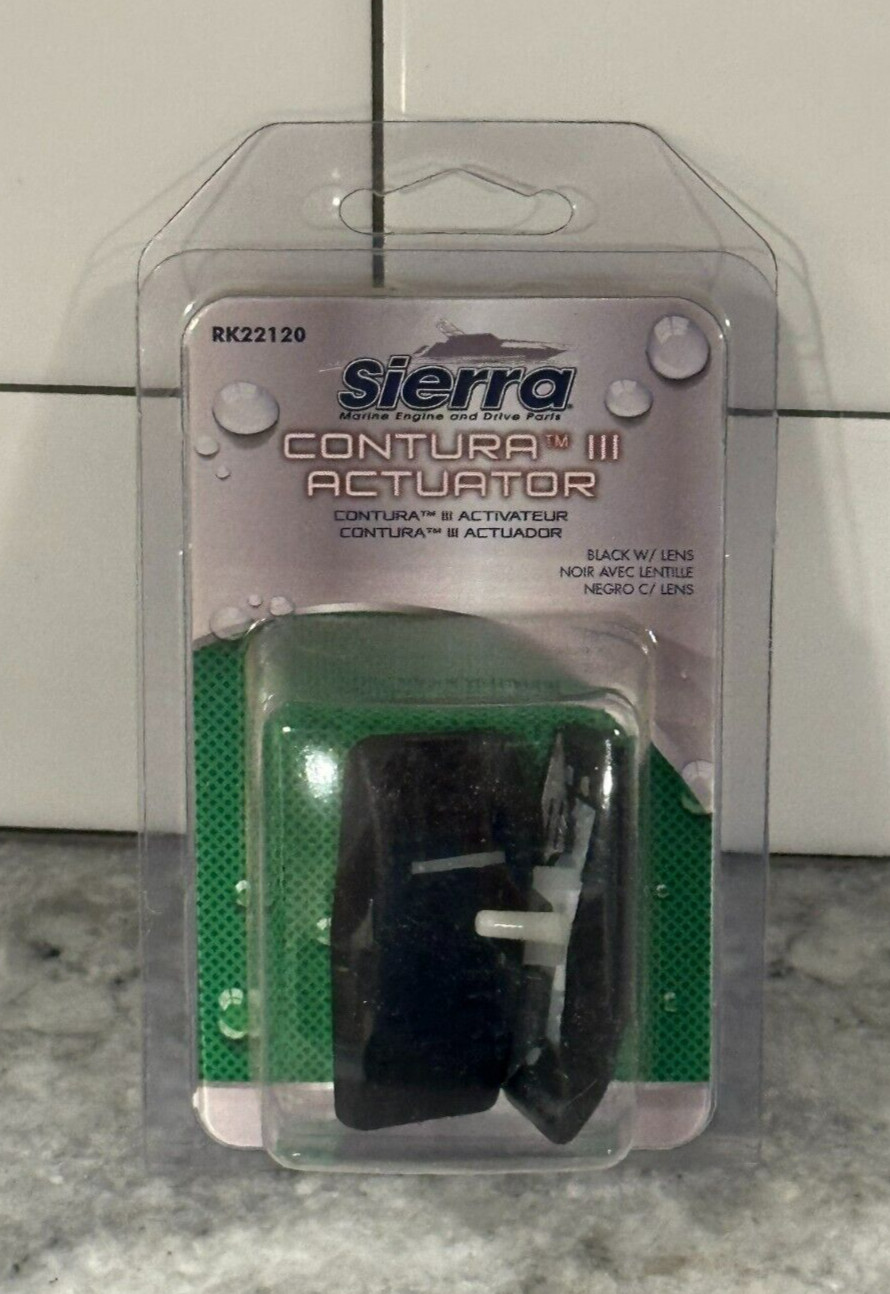 RK22120
Sierra
Marine Engine and Drive Parts
CONTURA™ III
ACTUATOR
CONTURA™ III ACTIVATEUR
CONTURA™ III ACTUADOR
BLACK W/ LENS
NOIR AVEC LENTILLE
NEGRO C/ LENS